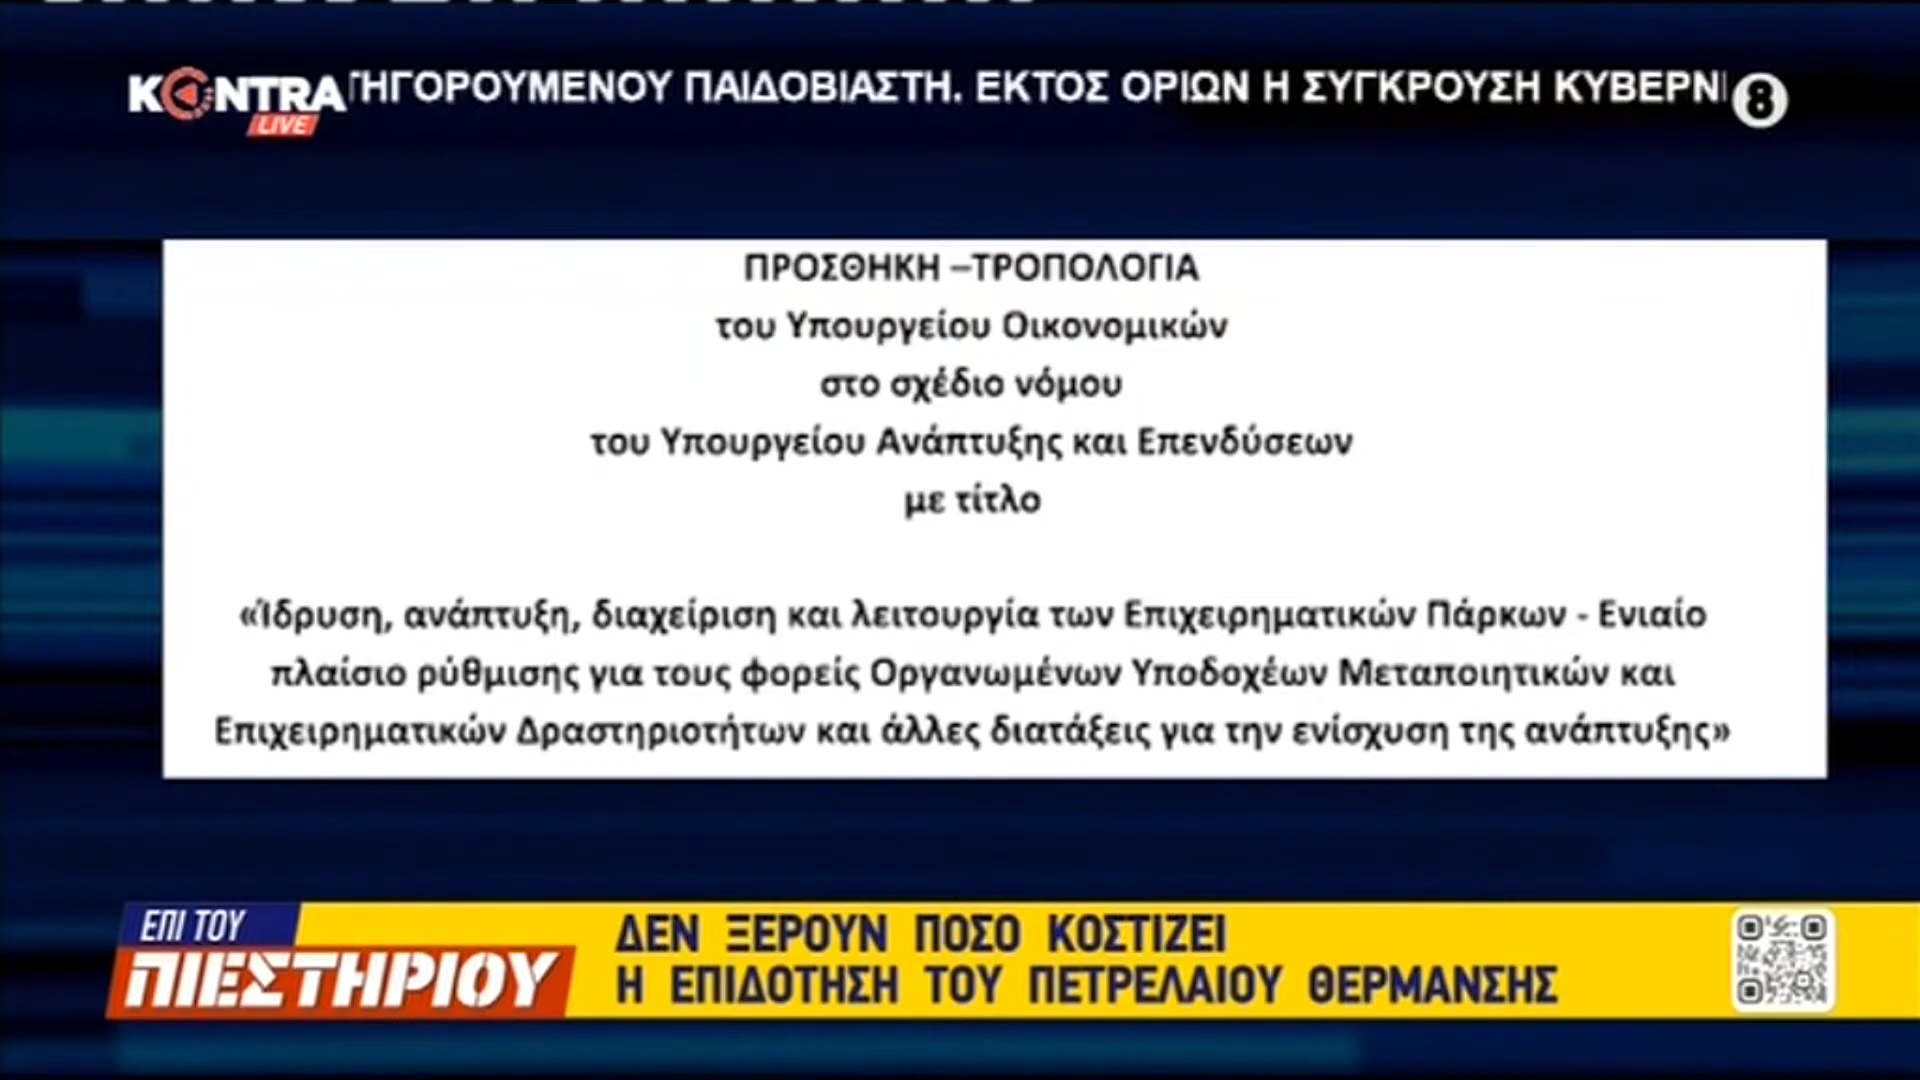 KONTRA
LIVE
ΗΓΟΡΟΥΜΕΝΟΥ ΠΑΙΔΟΒΙΑΣΤΗ. ΕΚΤΟΣ ΟΡΙΩΝ Η ΣΥΓΚΡΟΥΣΗ ΚΥΒΕΡΝ
8
ΠΡΟΣΘΗΚΗ –ΤΡΟΠΟΛΟΓΙΑ
του Υπουργείου Οικονομικών
στο σχέδιο νόμου
του Υπουργείου Ανάπτυξης και Επενδύσεων
με τίτλο
«Ίδρυση, ανάπτυξη, διαχείριση και λειτουργία των Επιχειρηματικών Πάρκων - Ενιαίο
πλαίσιο ρύθμισης για τους φορείς Οργανωμένων Υποδοχέων Μεταποιητικών και
Επιχειρηματικών Δραστηριοτήτων και άλλες διατάξεις για την ενίσχυση της ανάπτυξης»
ΕΠΙ ΤΟΥ
ΠΙΕΣΤΗΡΙΟΥ
ΔΕΝ ΞΕΡΟΥΝ ΠΟΣΟ ΚΟΣΤΙΖΕΙ
Η ΕΠΙΔΟΤΗΣΗ ΤΟΥ ΠΕΤΡΕΛΑΙΟΥ ΘΕΡΜΑΝΣΗΣ